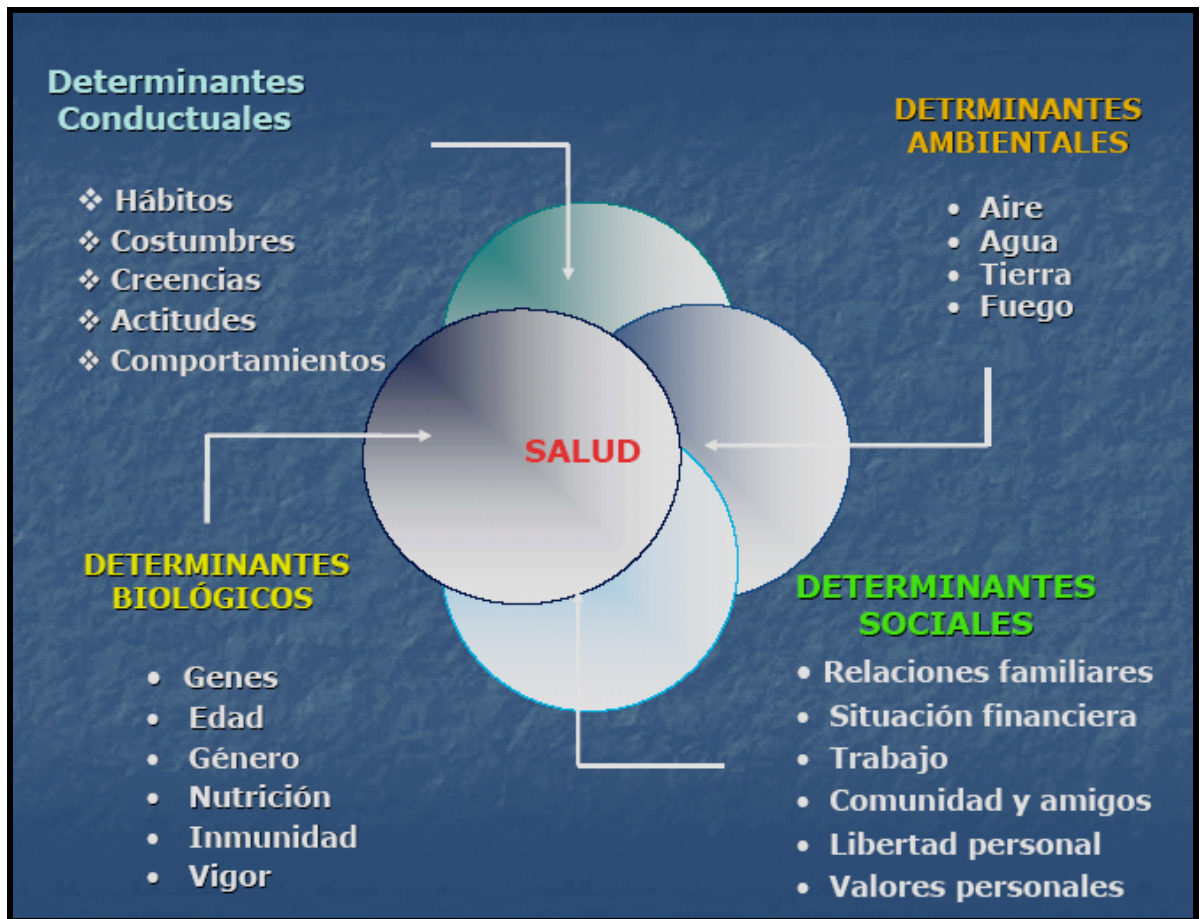 Determinantes
Conductuales
❖ Hábitos
❖ Costumbres
❖ Creencias
❖ Actitudes
❖ Comportamientos
DETRMINANTES
AMBIENTALES
• Aire
• Agua
• Tierra
• Fuego
SALUD
DETERMINANTES
BIOLÓGICOS
• Genes
• Edad
• Género
• Nutrición
• Inmunidad
• Vigor
DETERMINANTES
SOCIALES
• Relaciones familiares
• Situación financiera
• Trabajo
• Comunidad y amigos
• Libertad personal
• Valores personales